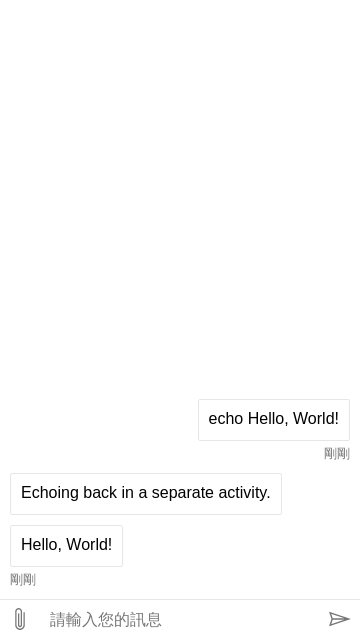 echo Hello, World!
剛剛
Echoing back in a separate activity.
Hello, World!
剛剛
請輸入您的訊息